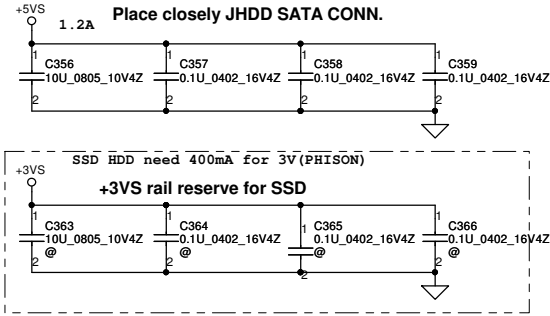 +5VS
Place closely JHDD SATA CONN.
1.2A
1 1 1 1
C356 C357 C358 C359
10U_0805_10V4Z 0.1U_0402_16V4Z 0.1U_0402_16V4Z 0.1U_0402_16V4Z
2 2 2 2
SSD HDD need 400mA for 3V(PHISON)
+3VS
+3VS rail reserve for SSD
1 1 1 1
C363 C364 C365 C366
10U_0805_10V4Z 0.1U_0402_16V4Z 0.1U_0402_16V4Z 0.1U_0402_16V4Z
@ @ @ @
2 2 2 2